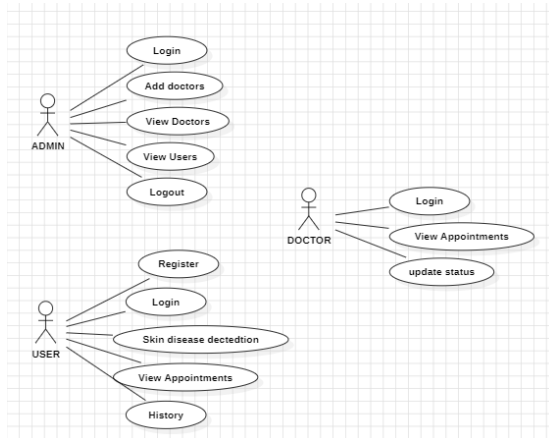 Login
Add doctors
View Doctors
View Users
Logout
ADMIN
Login
View Appointments
update status
DOCTOR
Register
Login
Skin disease dectedtion
View Appointments
History
USER